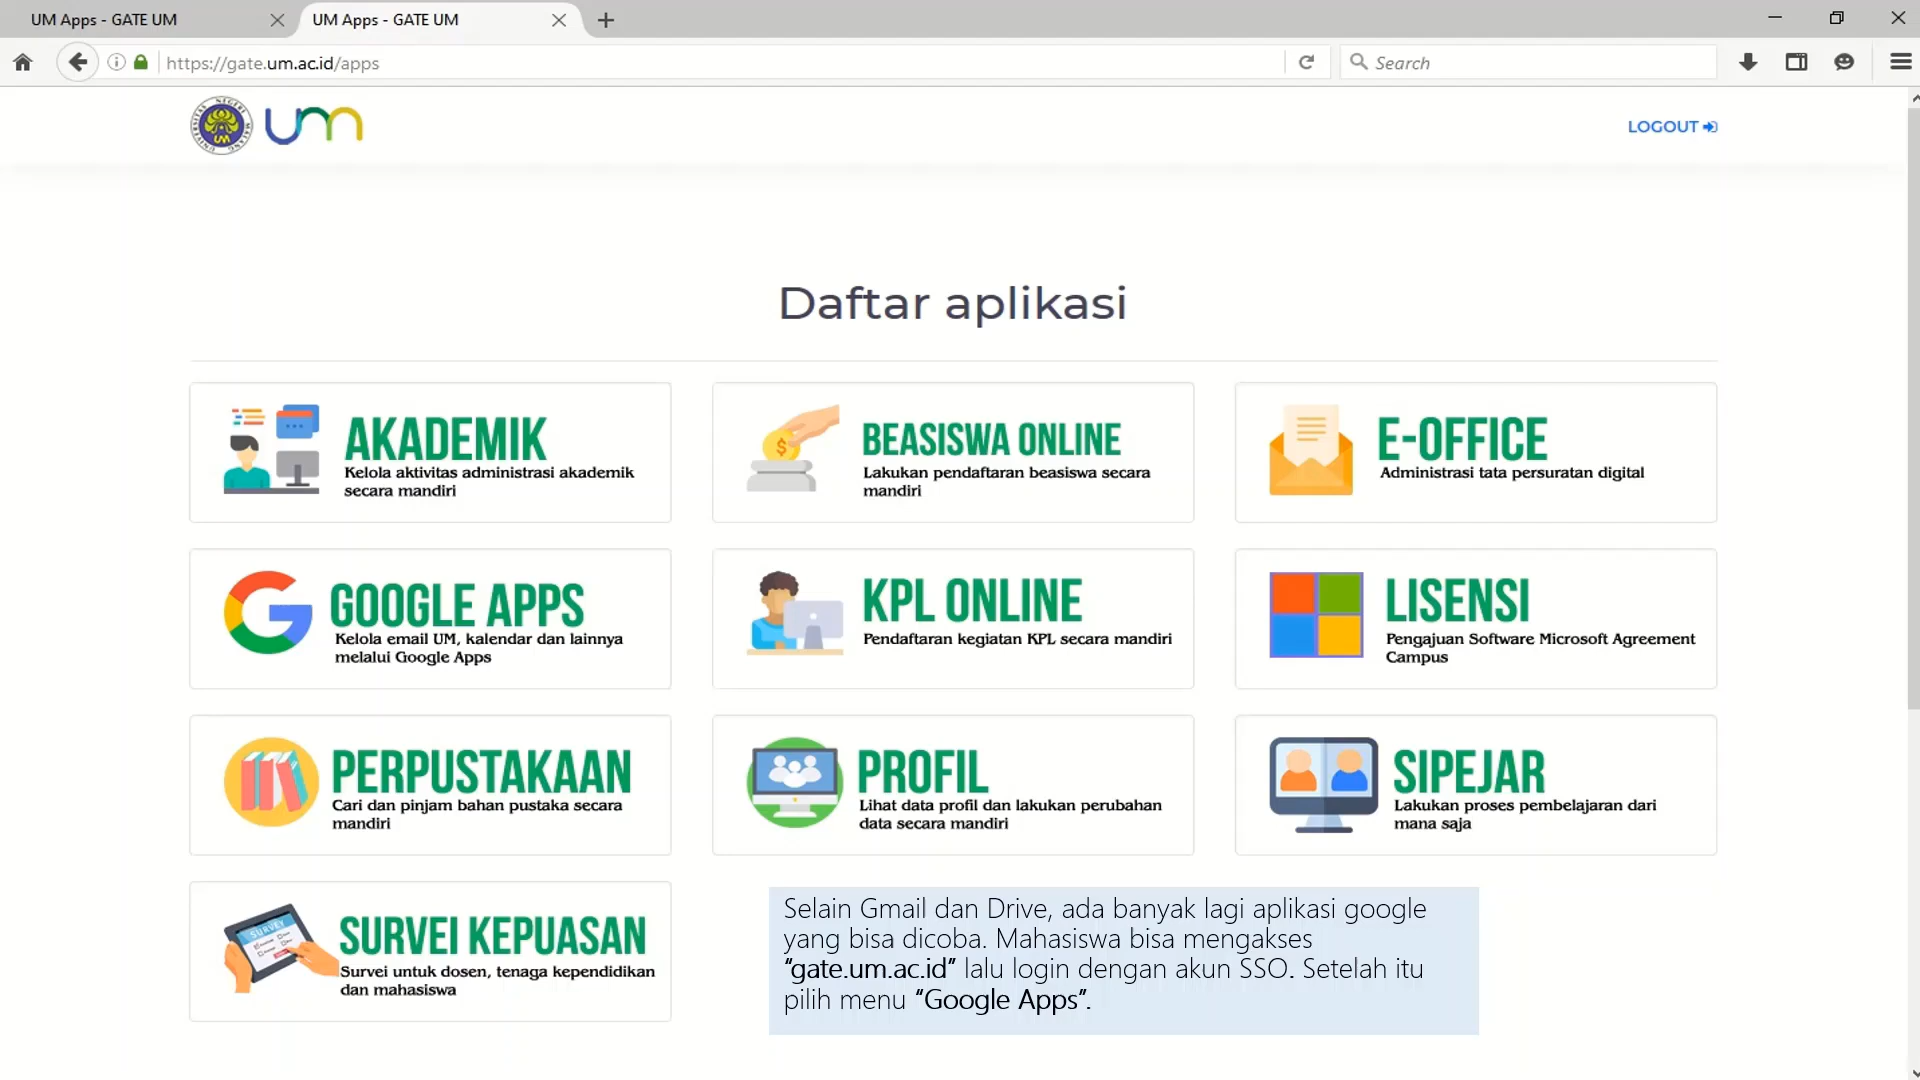 UM Apps - GATE UM
UM Apps - GATE UM
https://gate.um.ac.id/apps
Search
UNIVERSITAS NEGERI MALANG
UM
um
LOGOUT
Daftar aplikasi
AKADEMIK
Kelola aktivitas administrasi akademik
secara mandiri
BEASISWA ONLINE
Lakukan pendaftaran beasiswa secara
mandiri
E-OFFICE
Administrasi tata persuratan digital
GOOGLE APPS
Kelola email UM, kalendar dan lainnya
melalui Google Apps
KPL ONLINE
Pendaftaran kegiatan KPL secara mandiri
LISENSI
Pengajuan Software Microsoft Agreement
Campus
PERPUSTAKAAN
Cari dan pinjam bahan pustaka secara
mandiri
PROFIL
Lihat data profil dan lakukan perubahan
data secara mandiri
SIPEJAR
Lakukan proses pembelajaran dari
mana saja
SURVEY
SURVEI KEPUASAN
Survei untuk dosen, tenaga kependidikan
dan mahasiswa
Selain Gmail dan Drive, ada banyak lagi aplikasi google
yang bisa dicoba. Mahasiswa bisa mengakses
“gate.um.ac.id” lalu login dengan akun SSO. Setelah itu
pilih menu “Google Apps”.